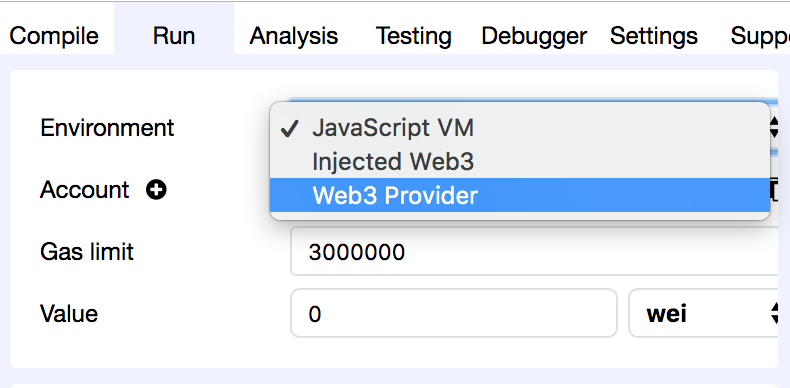 Compile Run Analysis Testing Debugger Settings
Environment
JavaScript VM
Injected Web3
Account
Web3 Provider
Gas limit 3000000
Value 0 wei